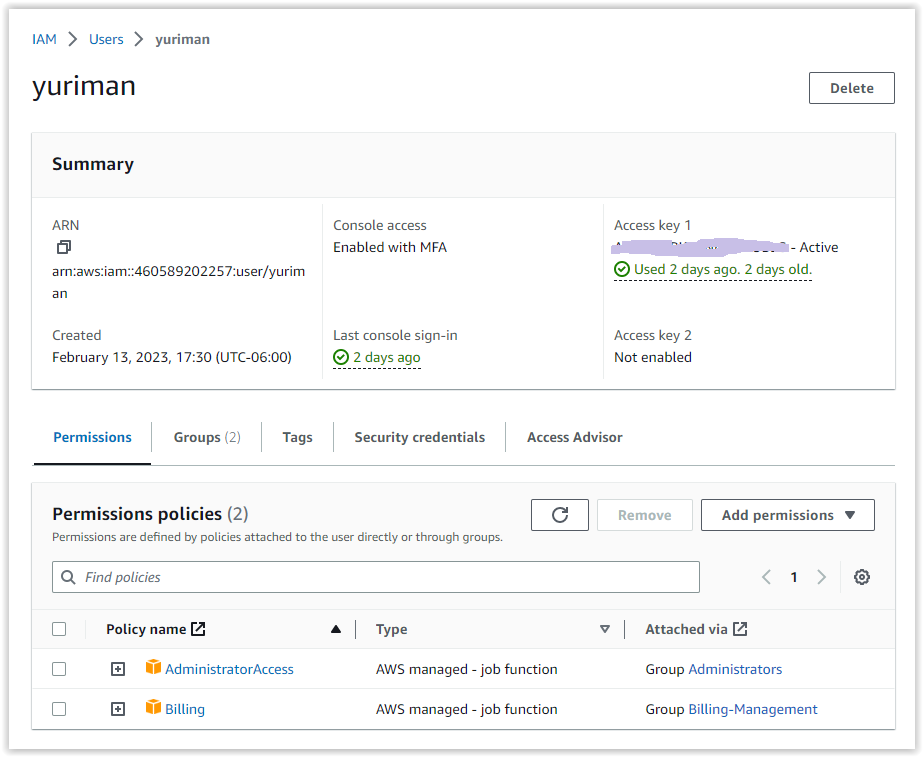 IAM > Users > yuriman
yuriman
Delete
Summary
ARN
arn:aws:iam::460589202257:user/yurim
an
Created
February 13, 2023, 17:30 (UTC-06:00)
Console access
Enabled with MFA
Last console sign-in
2 days ago
Access key 1
- Active
Used 2 days ago. 2 days old.
Access key 2
Not enabled
Permissions Groups (2) Tags Security credentials Access Advisor
Permissions policies (2)
Permissions are defined by policies attached to the user directly or through groups.
Remove
Add permissions
Find policies
1
Policy name Type Attached via
AdministratorAccess AWS managed - job function Group Administrators
Billing AWS managed - job function Group Billing-Management